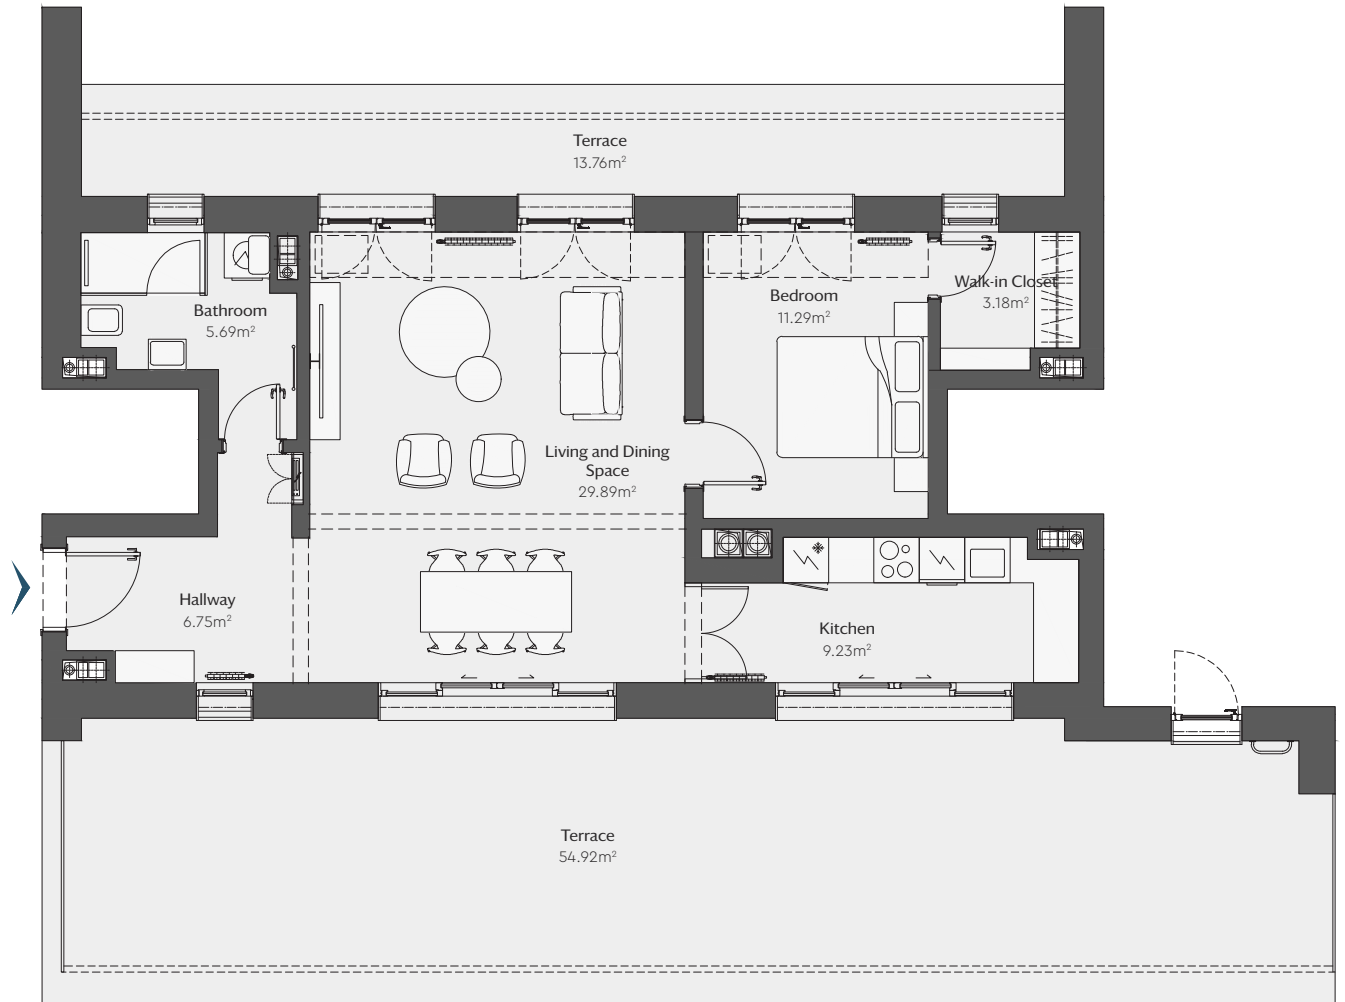 Terrace
13.76m²
Bathroom
5.69m²
Bedroom
11.29m²
Walk-in Closet
3.18m²
Living and Dining
Space
29.89m²
Hallway
6.75m²
Kitchen
9.23m²
Terrace
54.92m²